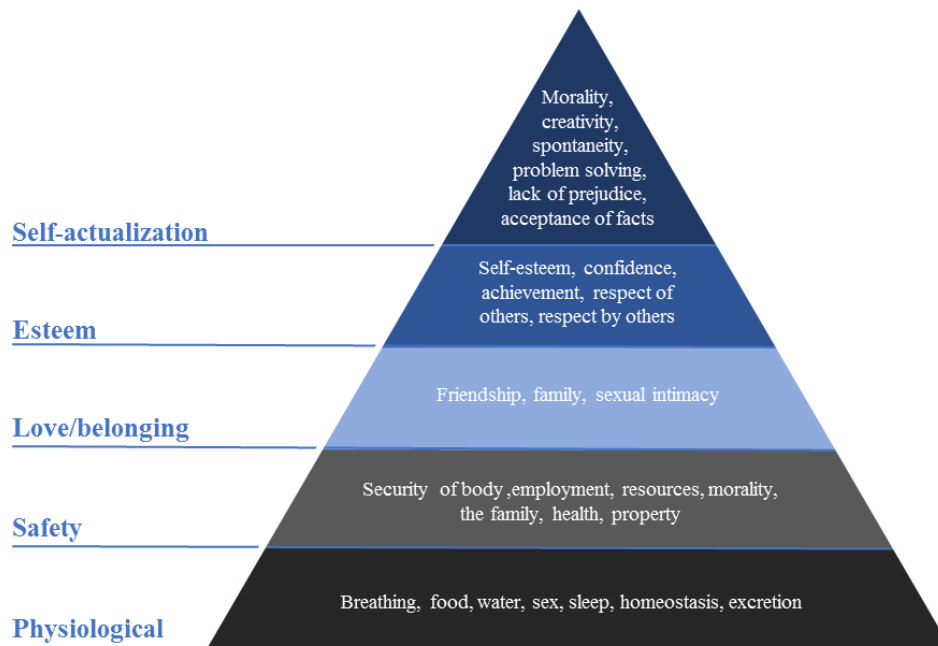 Morality,
creativity,
spontaneity,
problem solving,
lack of prejudice,
acceptance of facts
Self-actualization
Self-esteem, confidence,
achievement, respect of
others, respect by others
Esteem
Friendship, family, sexual intimacy
Love/belonging
Security of body ,employment, resources, morality,
the family, health, property
Safety
Breathing, food, water, sex, sleep, homeostasis, excretion
Physiological